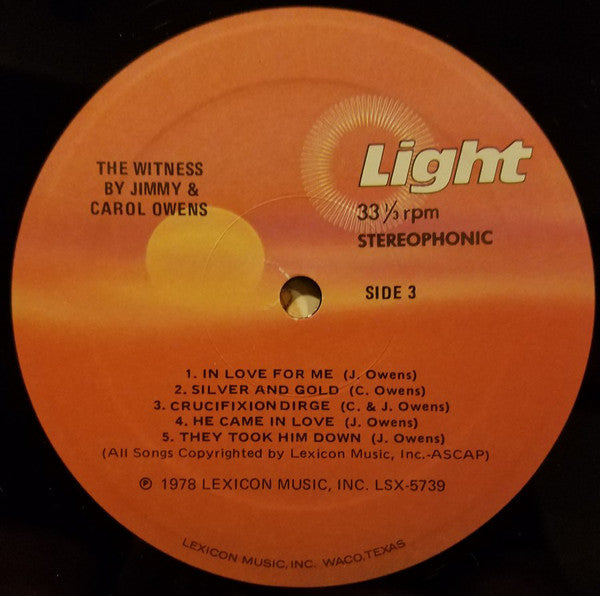 THE WITNESS
BY JIMMY &
CAROL OWENS
Light
33 ⅓ rpm
STEREOPHONIC
SIDE 3
1. IN LOVE FOR ME (J. Owens)
2. SILVER AND GOLD (C. Owens)
3. CRUCIFIXION DIRGE (C. & J. Owens)
4. HE CAME IN LOVE (J. Owens)
5. THEY TOOK HIM DOWN (J. Owens)
(All Songs Copyrighted by Lexicon Music, Inc.-ASCAP)
℗ 1978 LEXICON MUSIC, INC. LSX-5739
LEXICON MUSIC, INC. WACO, TEXAS